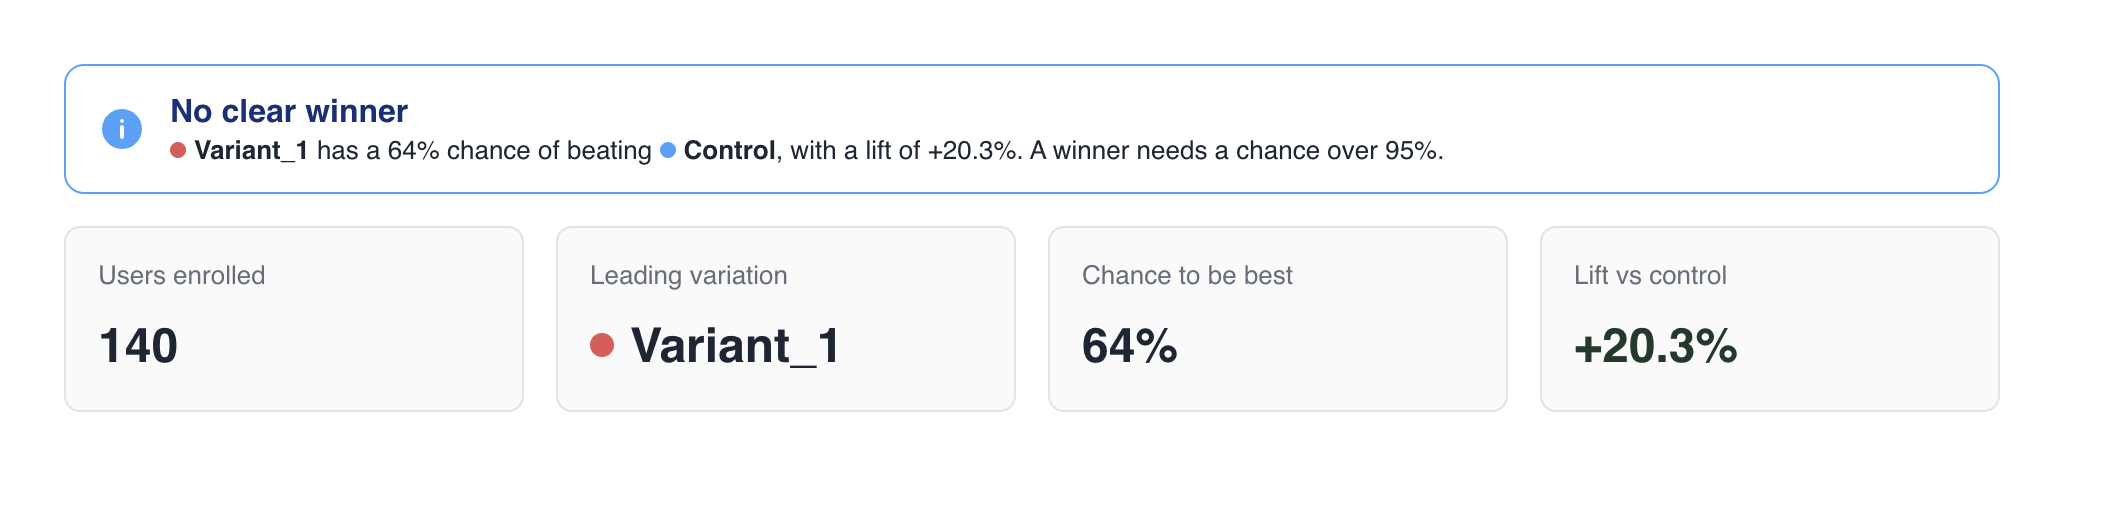 No clear winner
Variant_1 has a 64% chance of beating Control, with a lift of +20.3%. A winner needs a chance over 95%.
Users enrolled
140
Leading variation
Variant_1
Chance to be best
64%
Lift vs control
+20.3%